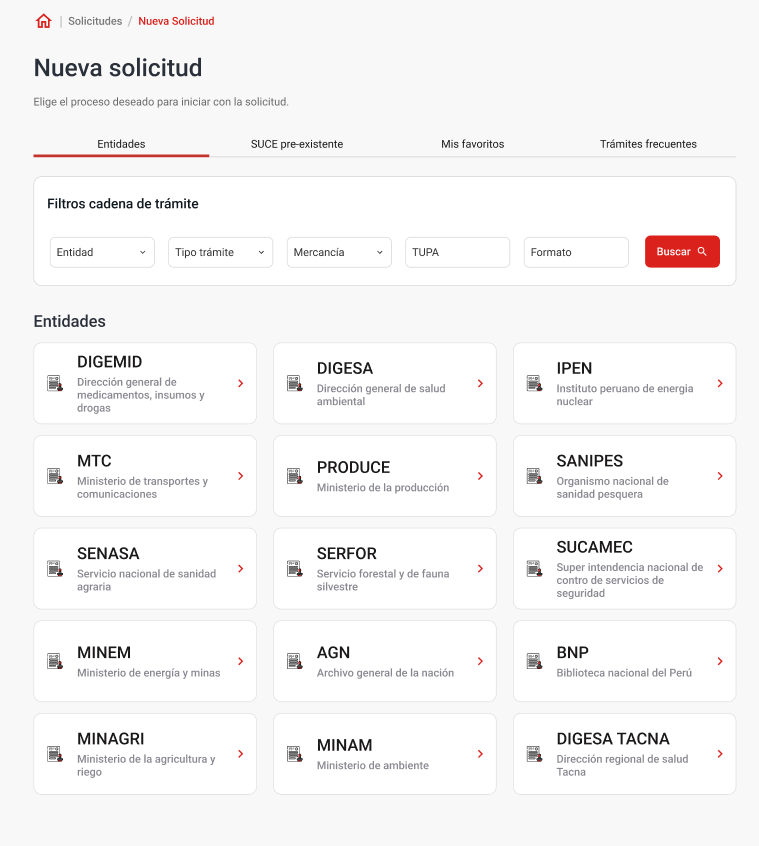 | Solicitudes / Nueva Solicitud
Nueva solicitud
Elige el proceso deseado para iniciar con la solicitud.
Entidades
SUCE pre-existente
Mis favoritos
Trámites frecuentes
Filtros cadena de trámite
Entidad
Tipo trámite
Mercancía
TUPA
Formato
Buscar
Entidades
DIGEMID
Dirección general de
medicamentos, insumos y
drogas
DIGESA
Dirección general de salud
ambiental
IPEN
Instituto peruano de energia
nuclear
MTC
Ministerio de transportes y
comunicaciones
PRODUCE
Ministerio de la producción
SANIPES
Organismo nacional de
sanidad pesquera
SENASA
Servicio nacional de sanidad
agraria
SERFOR
Servicio forestal y de fauna
silvestre
SUCAMEC
Super intendencia nacional de
contro de servicios de
seguridad
MINEM
Ministerio de energía y minas
AGN
Archivo general de la nación
BNP
Biblioteca nacional del Perú
MINAGRI
Ministerio de la agricultura y
riego
MINAM
Ministerio de ambiente
DIGESA TACNA
Dirección regional de salud
Tacna